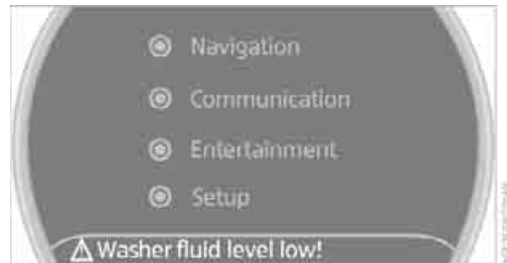 Navigation
Communication
Entertainment
Setup
Washer fluid level low!